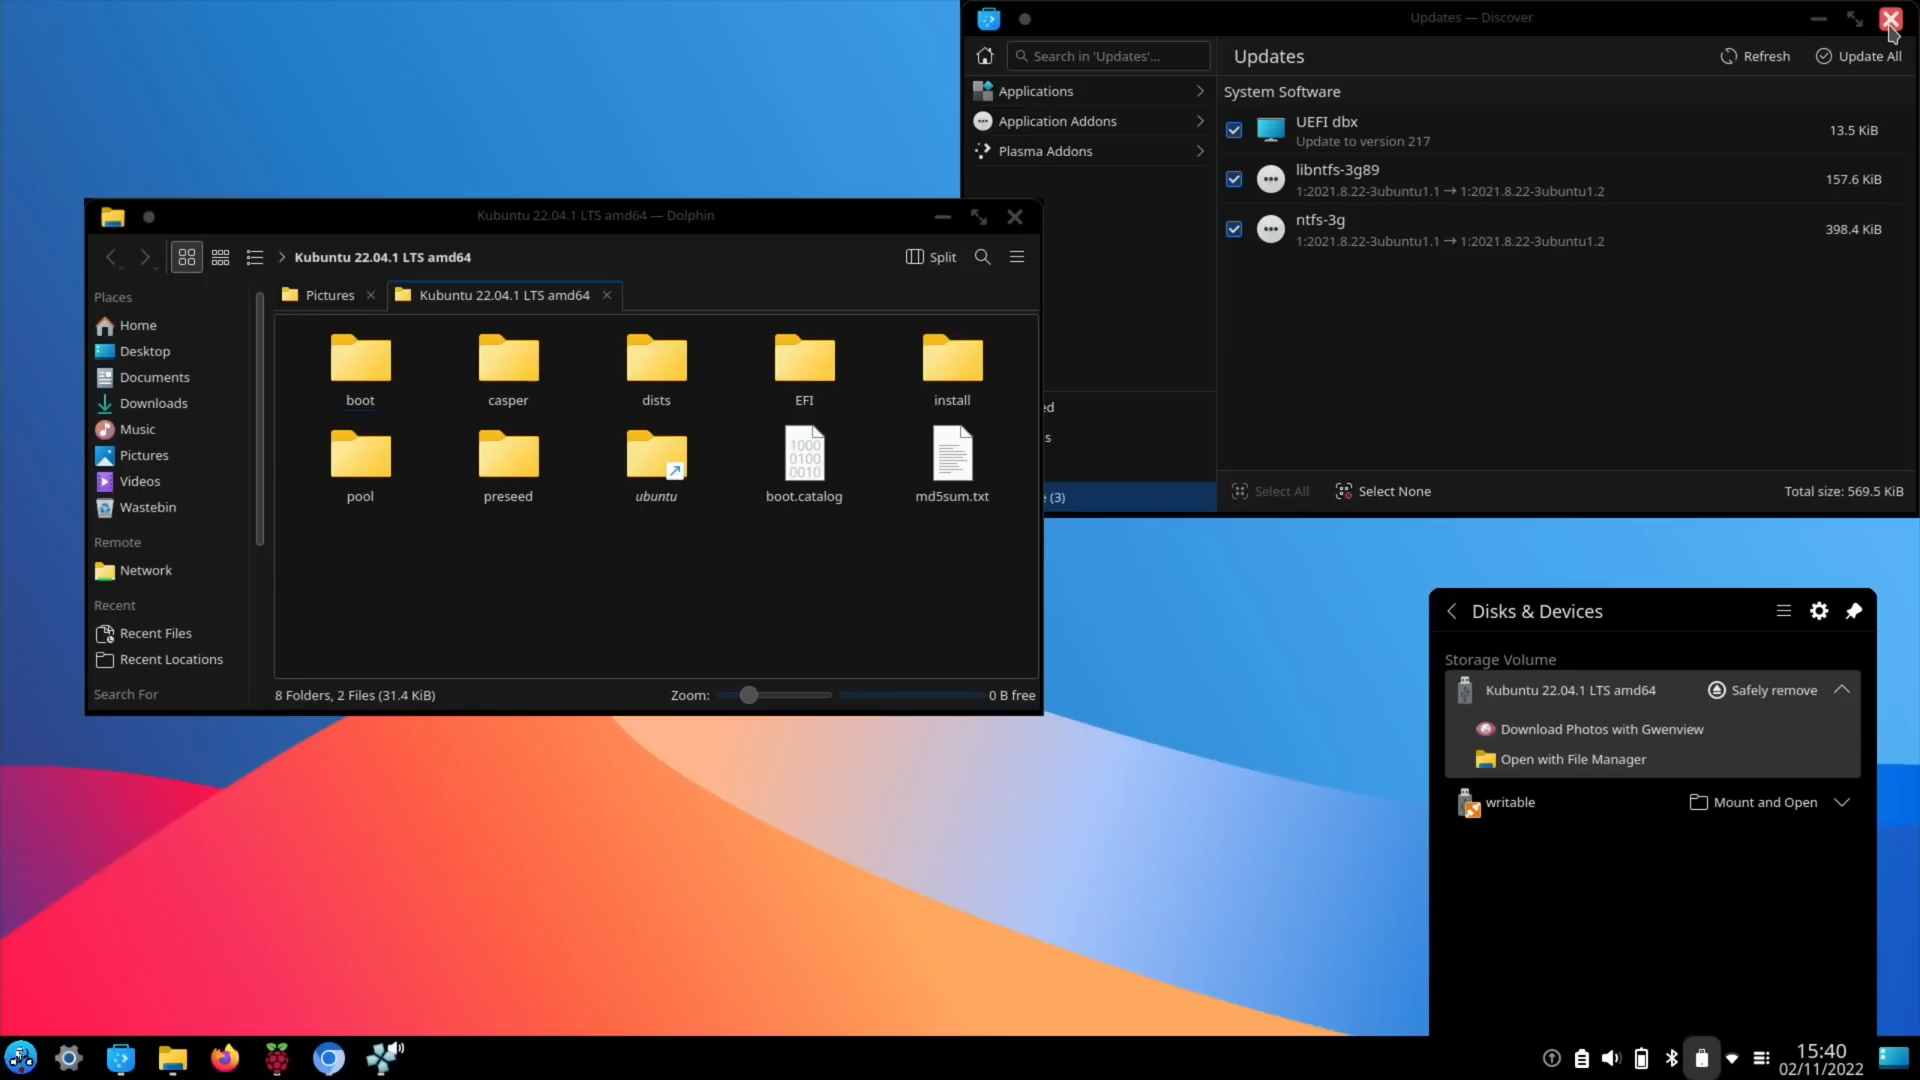 Updates — Discover
Search in 'Updates'...
Updates
Refresh
Update All
Applications
Application Addons
Plasma Addons
System Software
UEFI dbx
Update to version 217
13.5 KiB
libntfs-3g89
1:2021.8.22-3ubuntu1.1 → 1:2021.8.22-3ubuntu1.2
157.6 KiB
ntfs-3g
1:2021.8.22-3ubuntu1.1 → 1:2021.8.22-3ubuntu1.2
398.4 KiB
ed
s
e (3)
Select All
Select None
Total size: 569.5 KiB
Kubuntu 22.04.1 LTS amd64 — Dolphin
Kubuntu 22.04.1 LTS amd64
Split
Places
Home
Desktop
Documents
Downloads
Music
Pictures
Videos
Wastebin
Remote
Network
Recent
Recent Files
Recent Locations
Search For
Pictures
Kubuntu 22.04.1 LTS amd64
boot
casper
dists
EFI
install
pool
preseed
ubuntu
1000
0100
0010
boot.catalog
md5sum.txt
8 Folders, 2 Files (31.4 KiB)
Zoom:
0 B free
Disks & Devices
Storage Volume
Kubuntu 22.04.1 LTS amd64
Safely remove
Download Photos with Gwenview
Open with File Manager
writable
Mount and Open
15:40
02/11/2022